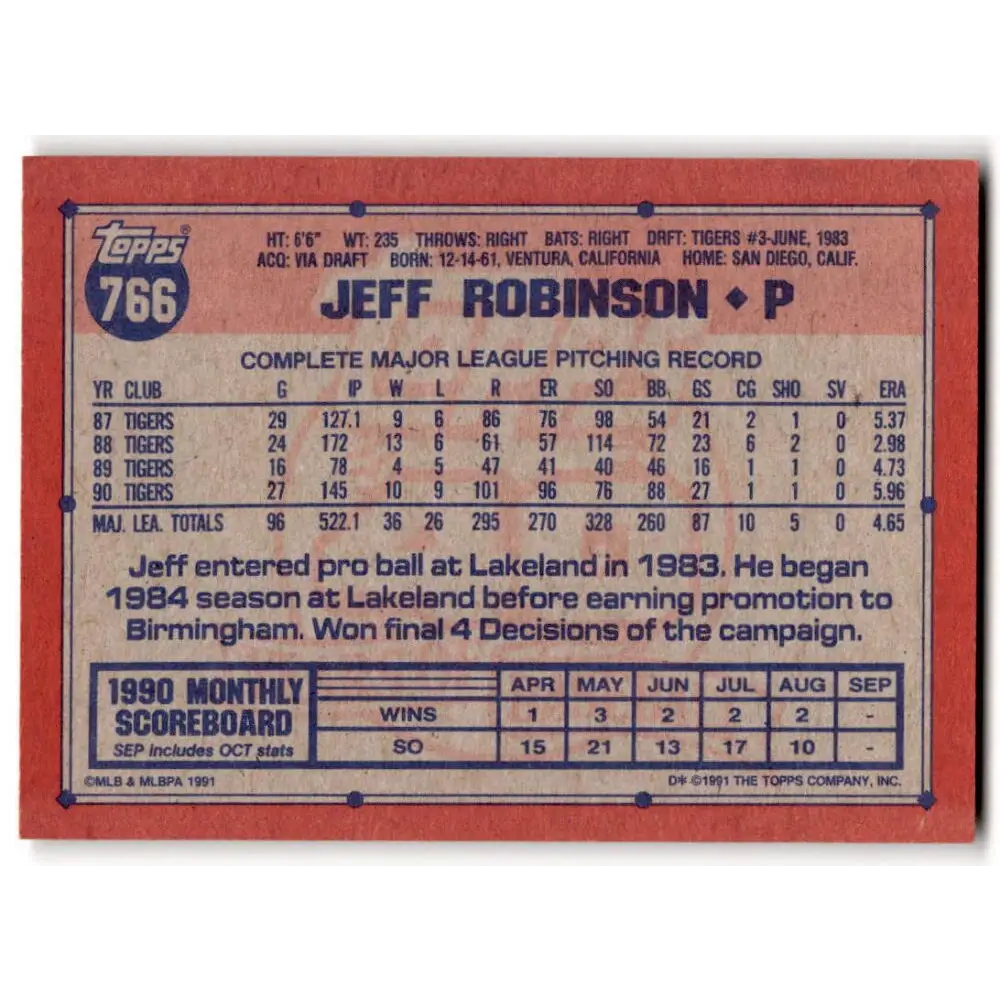 TOPPS®
766
HT: 6'6" WT: 235 THROWS: RIGHT BATS: RIGHT DRFT: TIGERS #3-JUNE, 1983
ACQ: VIA DRAFT BORN: 12-14-61, VENTURA, CALIFORNIA HOME: SAN DIEGO, CALIF.
JEFF ROBINSON ◆ P
COMPLETE MAJOR LEAGUE PITCHING RECORD
YR CLUB G IP W L R ER SO BB GS CG SHO SV ERA
87 TIGERS 29 127.1 9 6 86 76 98 54 21 2 1 0 5.37
88 TIGERS 24 172 13 6 61 57 114 72 23 6 2 0 2.98
89 TIGERS 16 78 4 5 47 41 40 46 16 1 1 0 4.73
90 TIGERS 27 145 10 9 101 96 76 88 27 1 1 0 5.96
MAJ. LEA. TOTALS 96 522.1 36 26 295 270 328 260 87 10 5 0 4.65
Jeff entered pro ball at Lakeland in 1983. He began
1984 season at Lakeland before earning promotion to
Birmingham. Won final 4 Decisions of the campaign.
1990 MONTHLY
SCOREBOARD
SEP includes OCT stats
APR MAY JUN JUL AUG SEP
WINS 1 3 2 2 2 -
SO 15 21 13 17 10 -
©MLB & MLBPA 1991
D* ©1991 THE TOPPS COMPANY, INC.